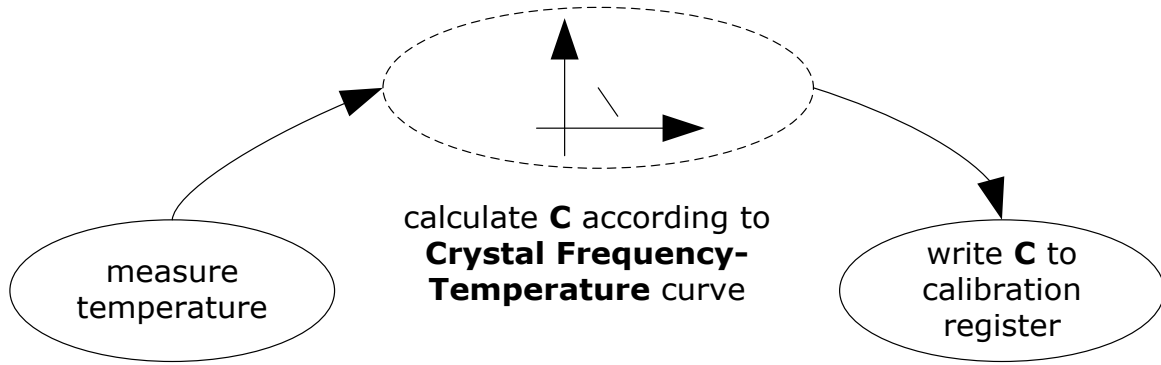 measure
temperature
calculate C according to
Crystal Frequency-
Temperature curve
write C to
calibration
register